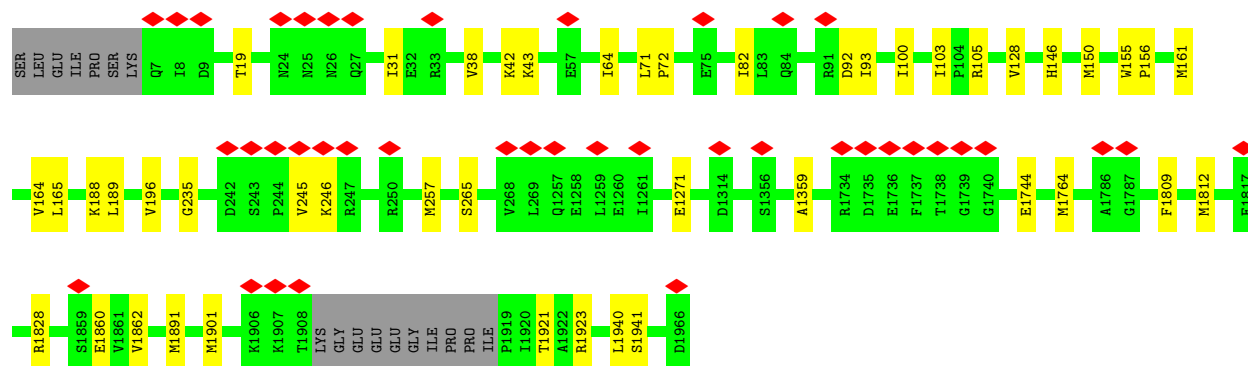 SER LEU GLU ILE PRO SER LYS Q7 I8 D9 T19 N24 N25 N26 Q27 I31 E32 R33 V38 K42 K43 E57 I64 L71 P72 E75 I82 L83 Q84 R91 D92 I93 I100 I103 P104 R105 V128 H146 M150 W155 P156 M161
V164 L165 K188 L189 V196 G235 D242 S243 P244 V245 K246 R247 R250 M257 S265 V268 L269 Q1257 E1258 L1259 E1260 I1261 E1271 D1314 S1356 A1359 R1734 D1735 E1736 F1737 T1738 G1739 G1740 E1744 M1764 A1786 G1787 F1809 M1812 E1817
R1828 S1859 E1860 V1861 V1862 M1891 M1901 K1906 K1907 T1908 LYS GLY GLU GLU GLU GLY ILE PRO PRO ILE P1919 I1920 T1921 A1922 R1923 L1940 S1941 D1966